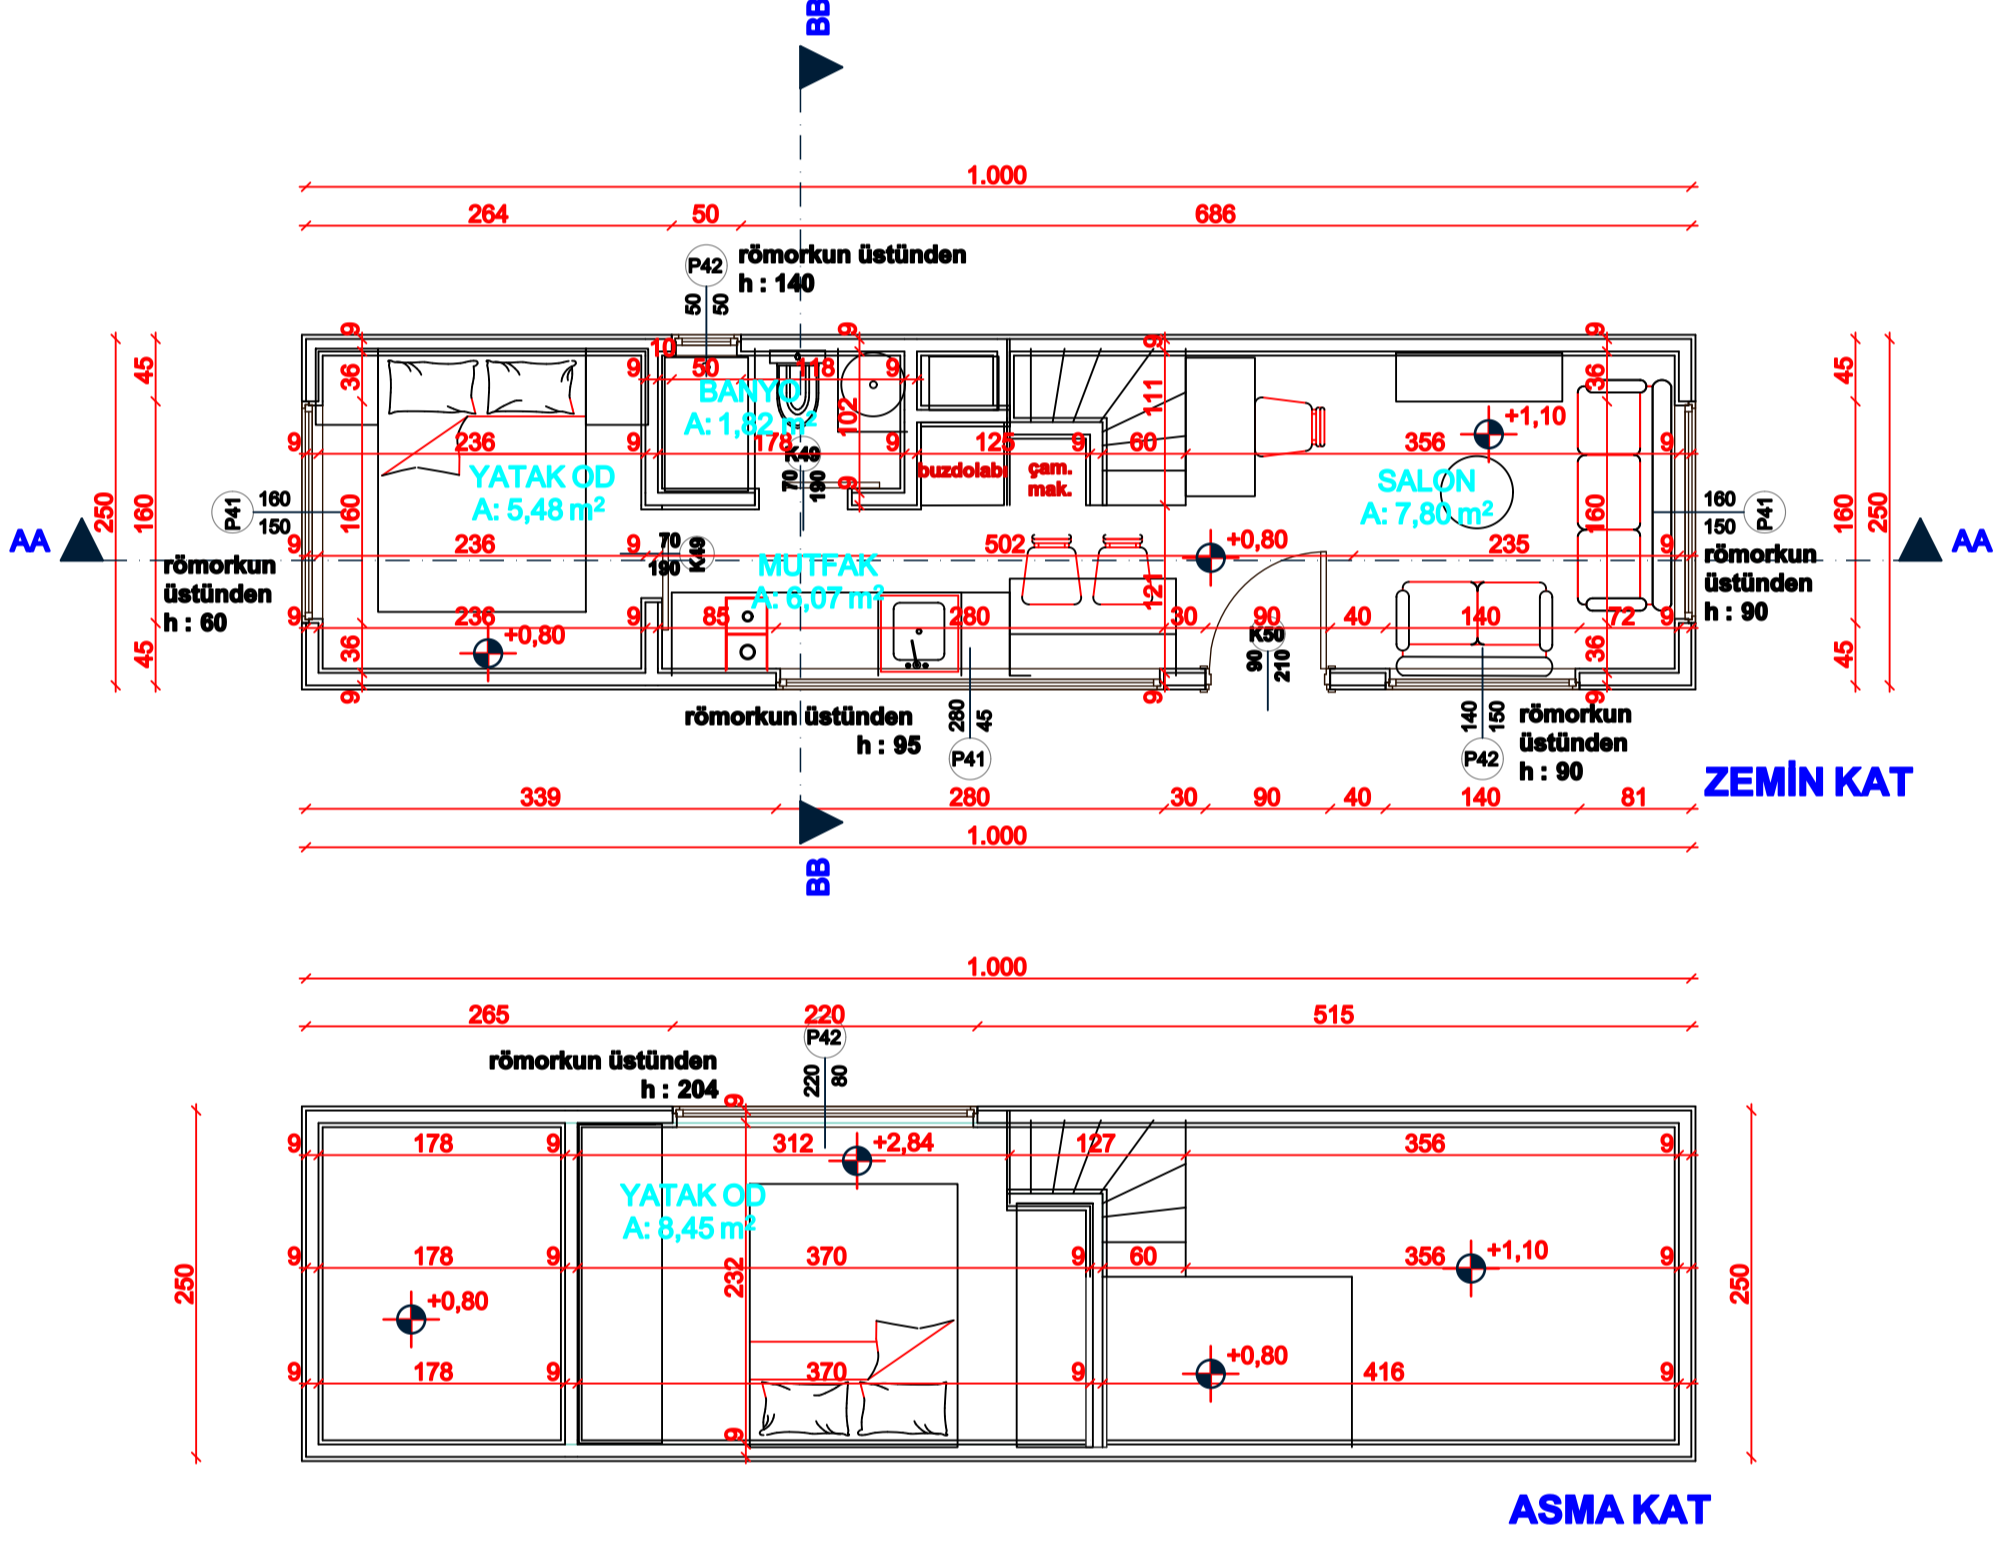 BB
1.000
264 50 686
P42
50
50
römorkun üstünden
h : 140
9 9 9 9
10
9 50 118 9
45 36 111 36 45
BANYO
A: 1,82 m²
102
+1,10
9 236 9 178 9 125 9 60 356 9
K49
70
190
buzdolabı
çam.
mak.
YATAK OD
A: 5,48 m²
SALON
A: 7,80 m²
250 160 160 9 160 160 250
P41
160
150
160
150
P41
AA
AA
9 236 9 502 +0,80 235 9
70
190
K49
römorkun
üstünden
h : 60
MUTFAK
A: 6,07 m²
121
römorkun
üstünden
h : 90
9 236 9 85 280 30 90 40 140 72 9
+0,80
K50
90
210
45 36 36 45
9 9 9
römorkun üstünden
h : 95
280
45
P41
140
150
P42
römorkun
üstünden
h : 90
ZEMİN KAT
339 280 30 90 40 140 81
1.000
BB
1.000
265 220 515
P42
220
80
römorkun üstünden
h : 204
9
9 178 9 312 +2,84 127 356 9
YATAK OD
A: 8,45 m²
9 178 9 370 9 60 356 +1,10 9
250 232 250
+0,80
+0,80
9 178 9 370 9 416 9
9
ASMA KAT